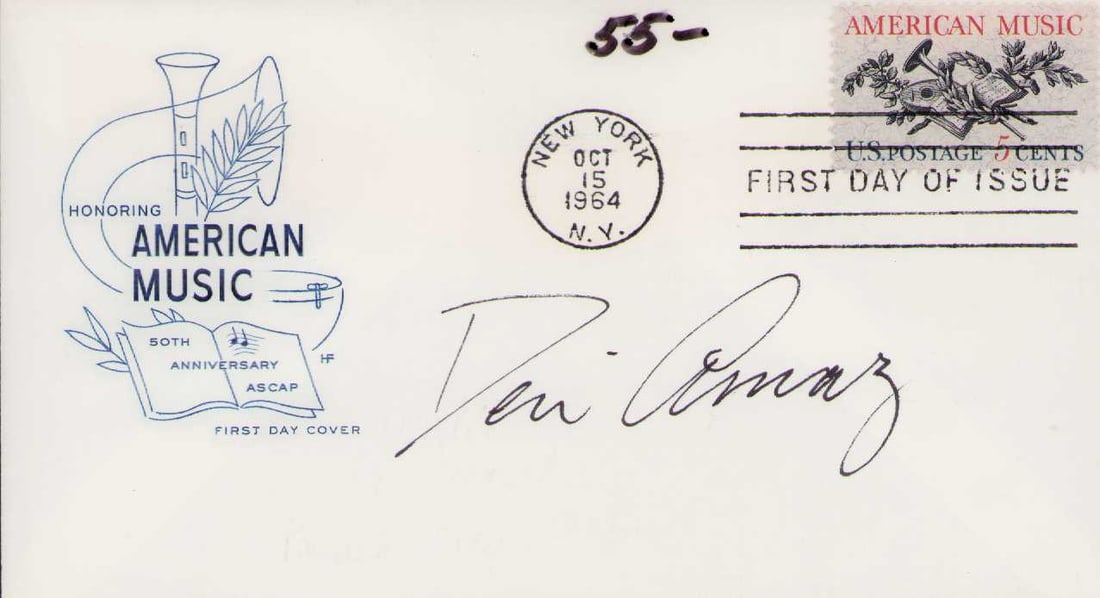 55-
AMERICAN MUSIC
U.S. POSTAGE 5 CENTS
NEW YORK
OCT
15
1964
N.Y.
FIRST DAY OF ISSUE
HONORING
AMERICAN
MUSIC
50TH
ANNIVERSARY
ASCAP
HF
FIRST DAY COVER
Desi Arnaz